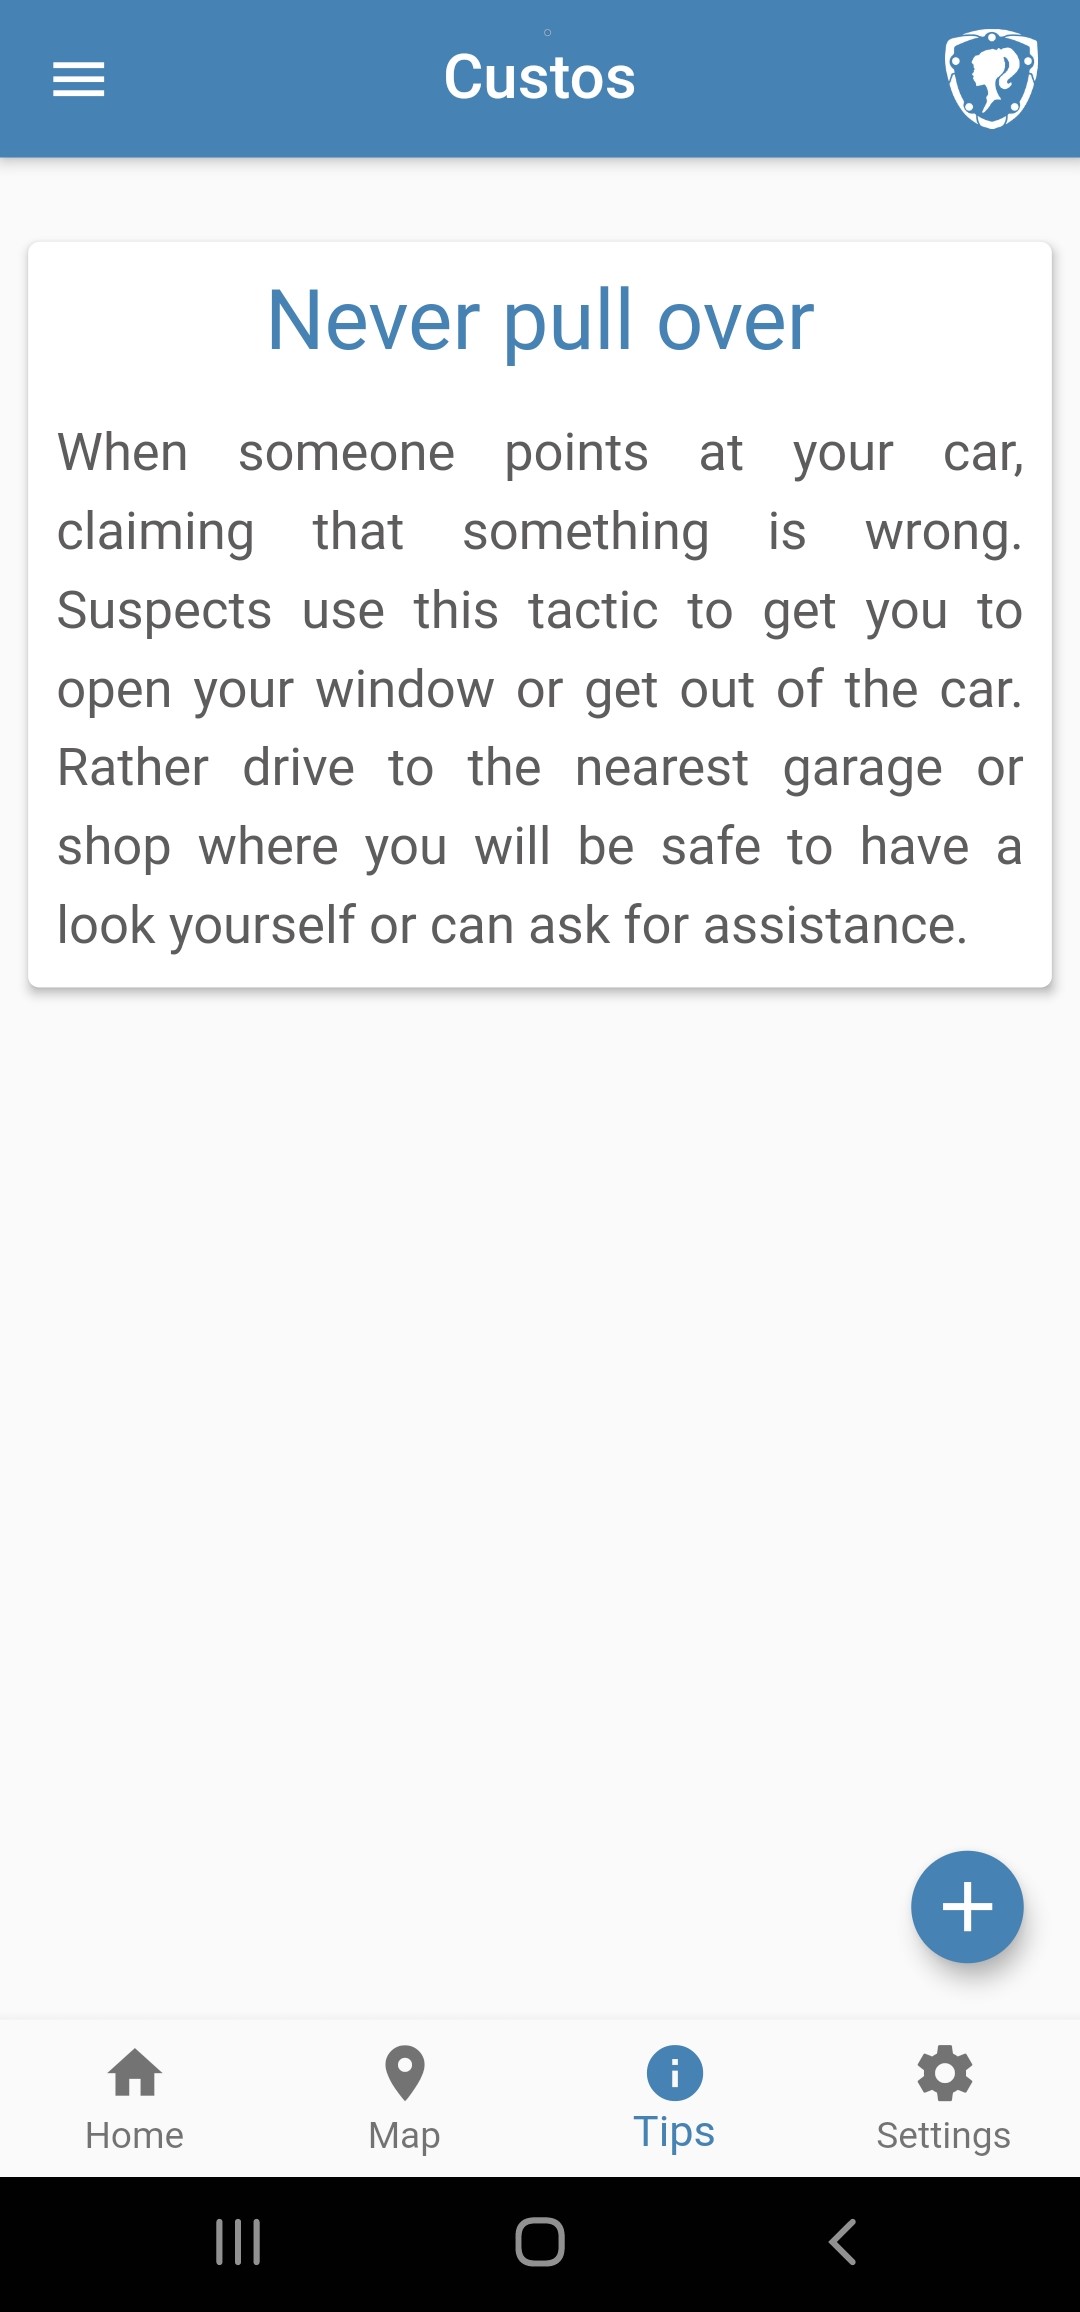 Custos
Never pull over
When someone points at your car,
claiming that something is wrong.
Suspects use this tactic to get you to
open your window or get out of the car.
Rather drive to the nearest garage or
shop where you will be safe to have a
look yourself or can ask for assistance.
Home Map Tips Settings